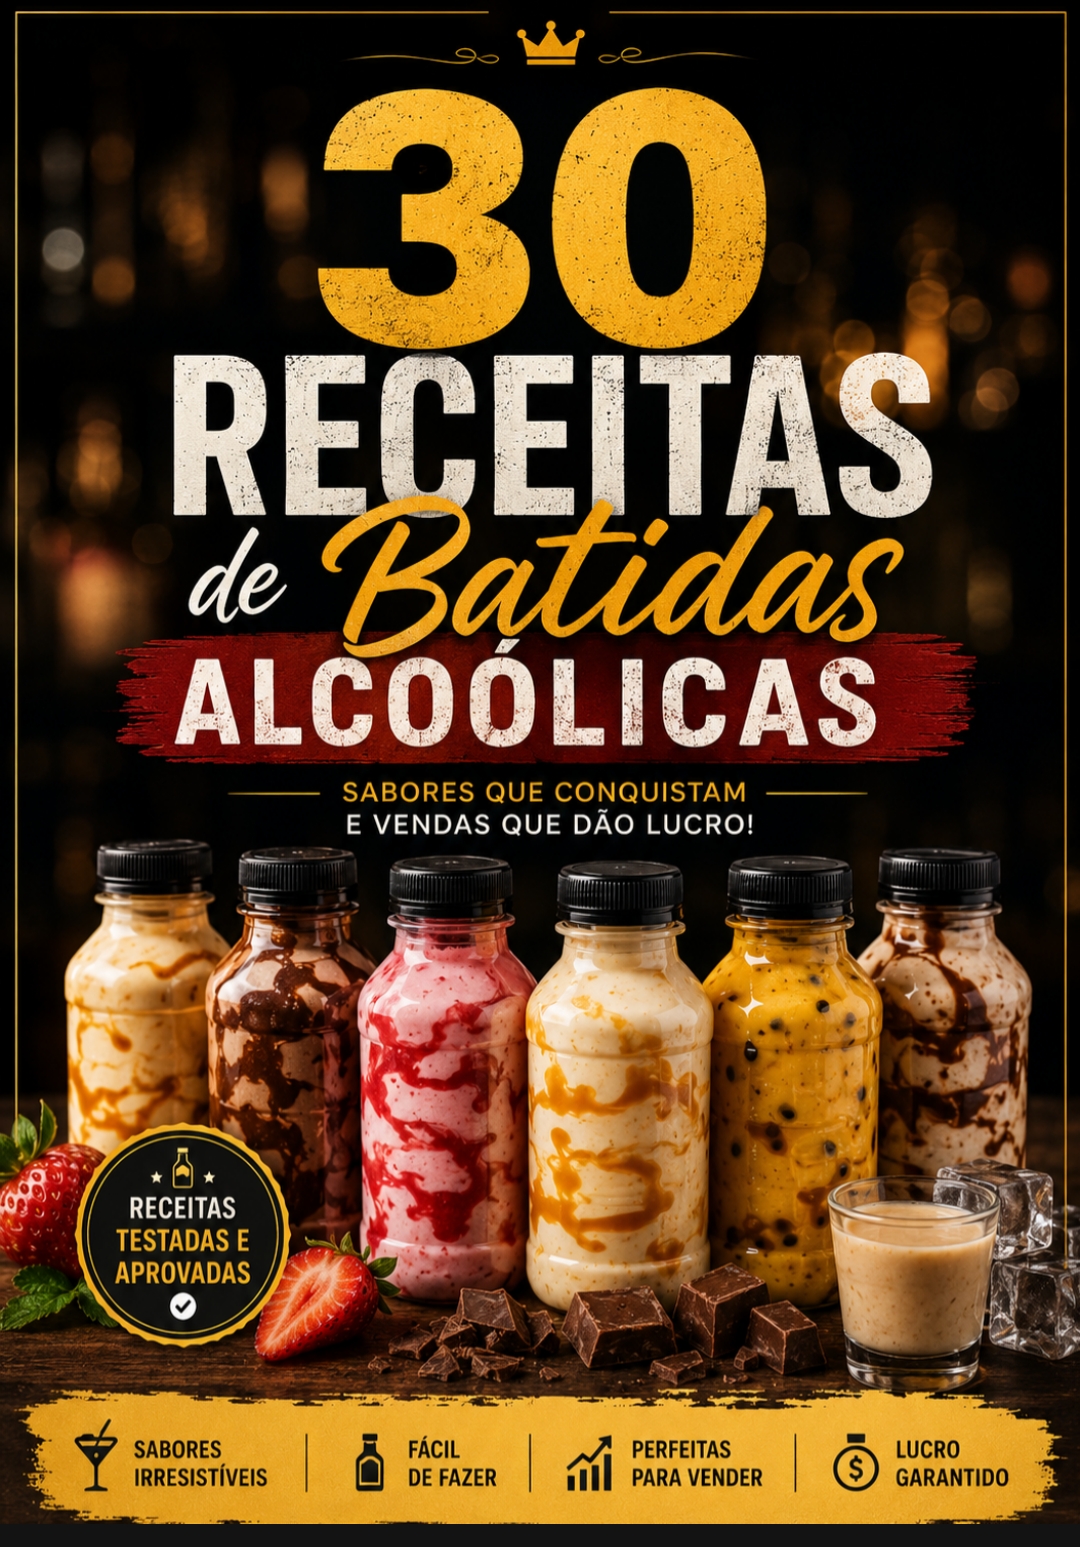 30
RECEITAS
de Batidas
ALCOÓLICAS
SABORES QUE CONQUISTAM
E VENDAS QUE DÃO LUCRO!
RECEITAS
TESTADAS E
APROVADAS
SABORES
IRRESISTÍVEIS
FÁCIL
DE FAZER
PERFEITAS
PARA VENDER
$
LUCRO
GARANTIDO